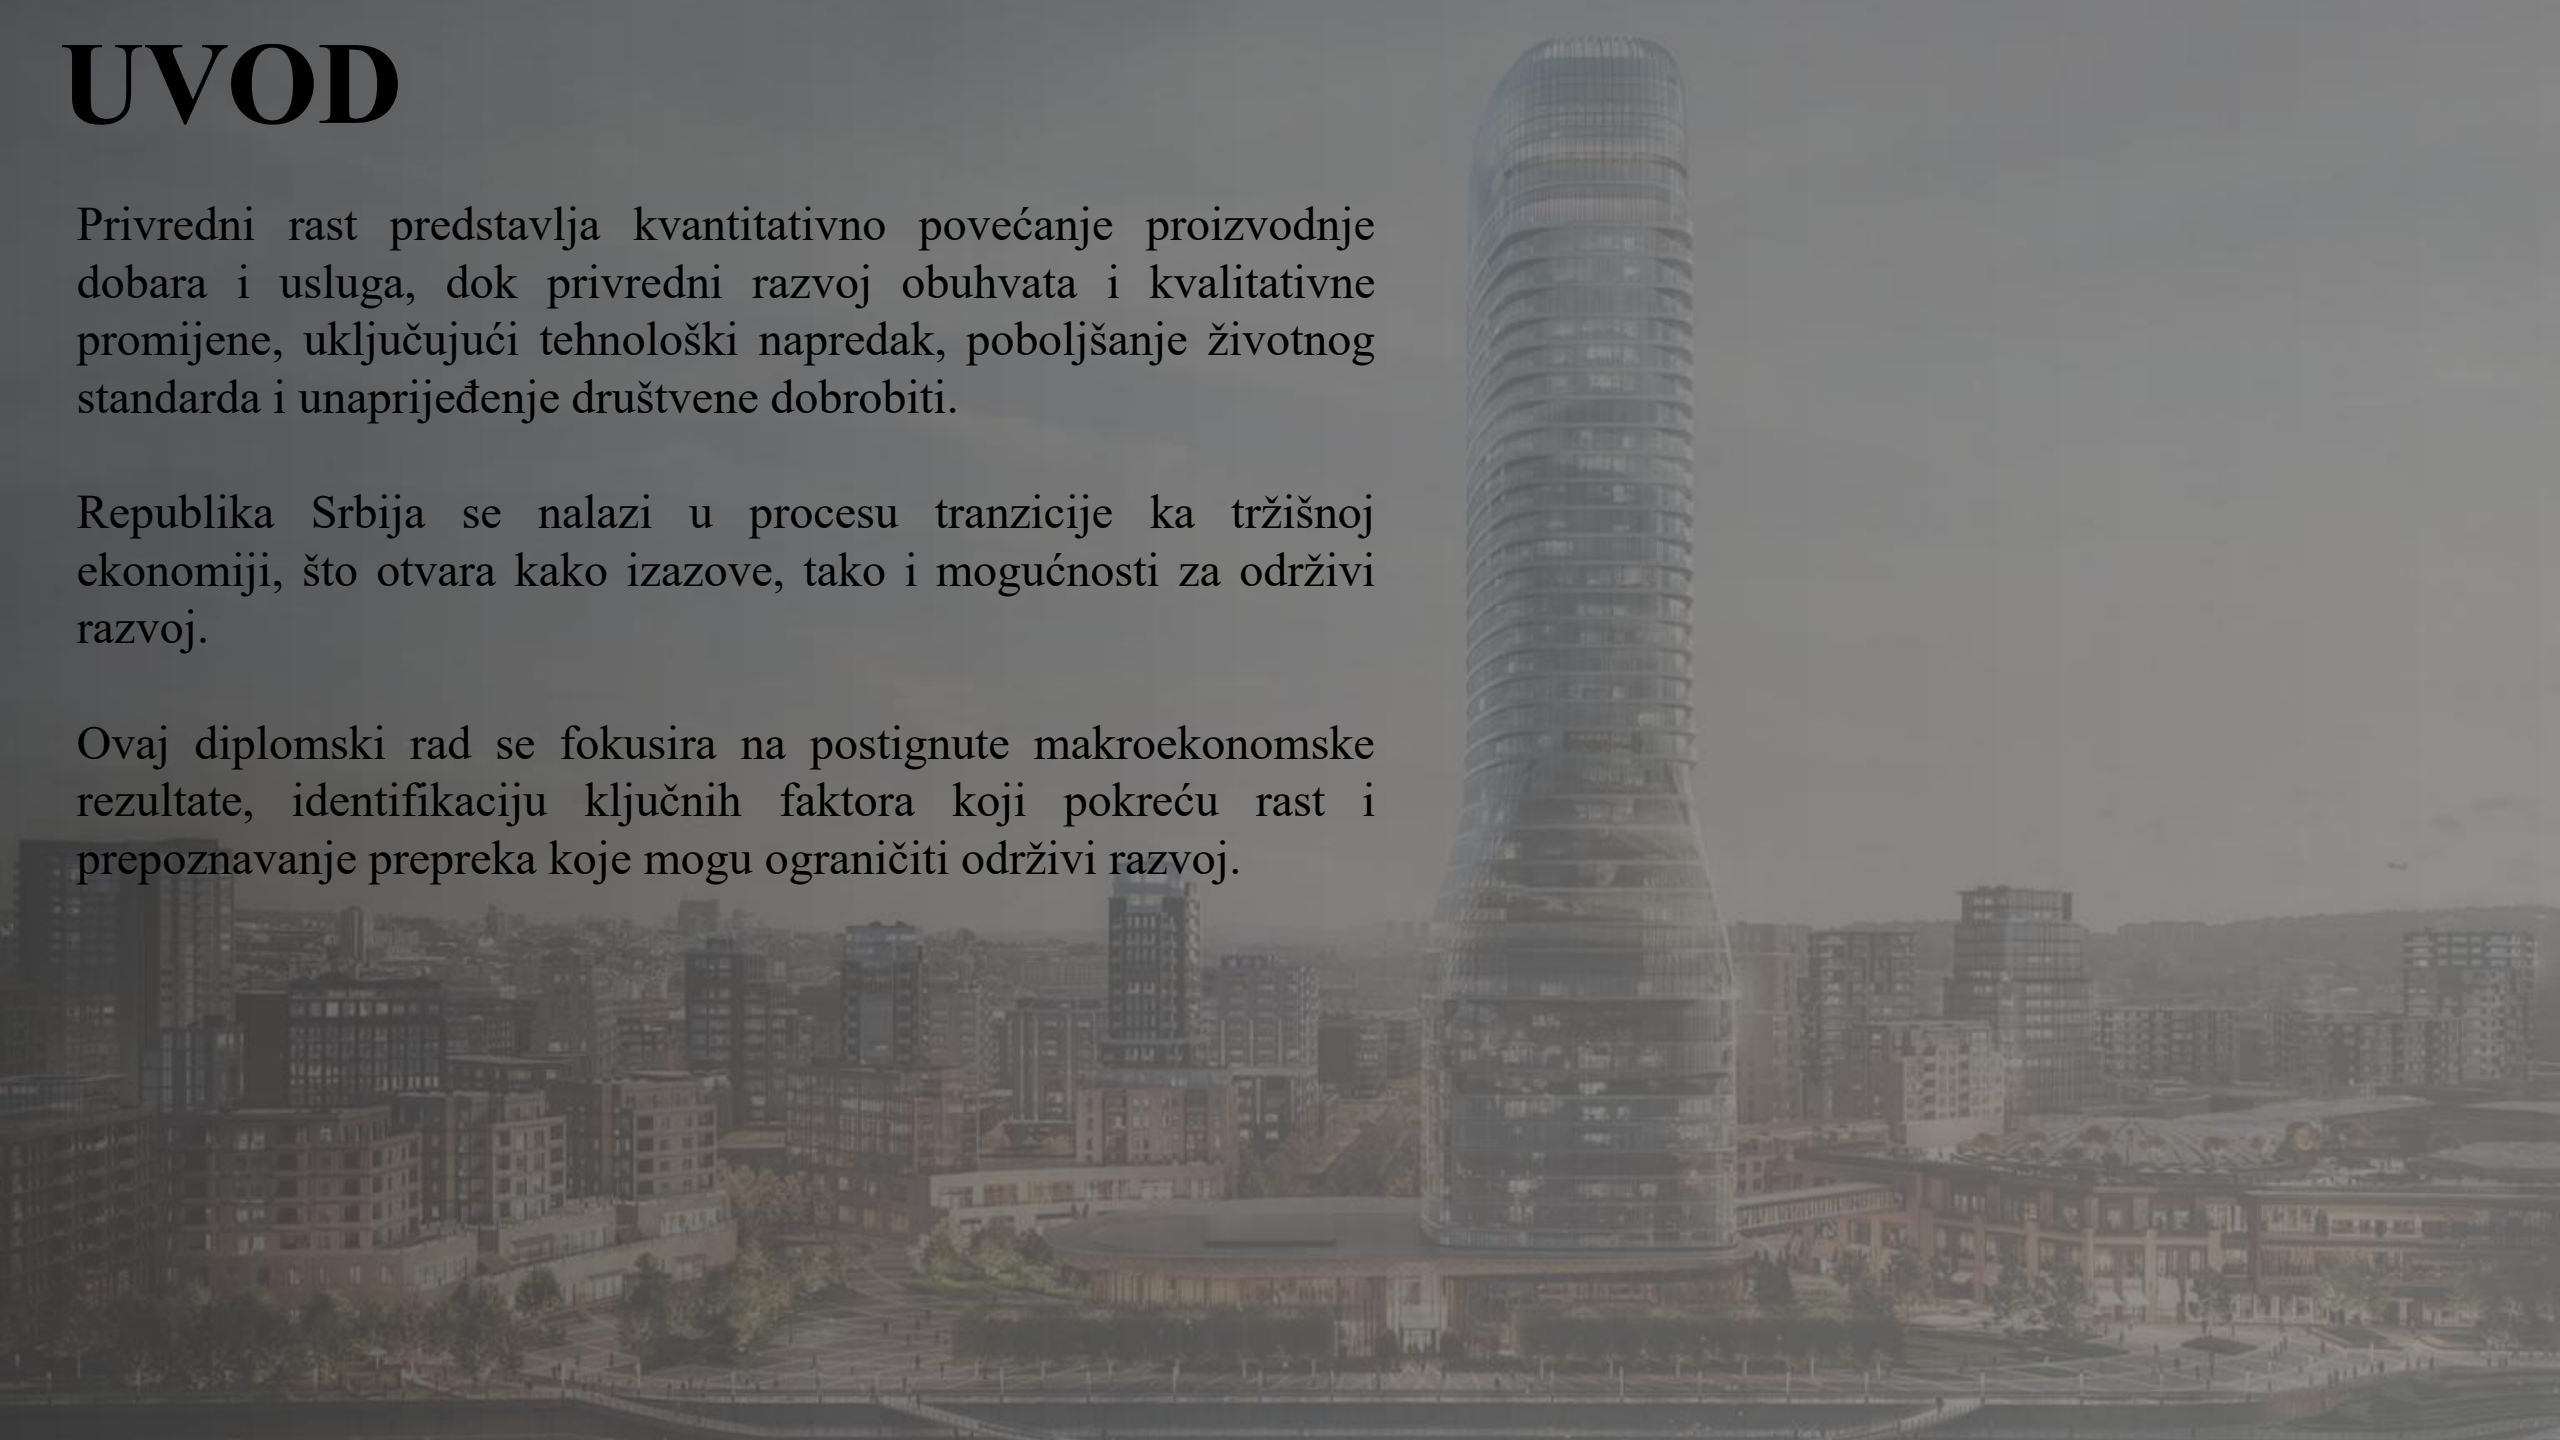 UVOD
Privredni rast predstavlja kvantitativno povećanje proizvodnje
dobara i usluga, dok privredni razvoj obuhvata i kvalitativne
promijene, uključujući tehnološki napredak, poboljšanje životnog
standarda i unaprijeđenje društvene dobrobiti.
Republika Srbija se nalazi u procesu tranzicije ka tržišnoj
ekonomiji, što otvara kako izazove, tako i mogućnosti za održivi
razvoj.
Ovaj diplomski rad se fokusira na postignute makroekonomske
rezultate, identifikaciju ključnih faktora koji pokreću rast i
prepoznavanje prepreka koje mogu ograničiti održivi razvoj.